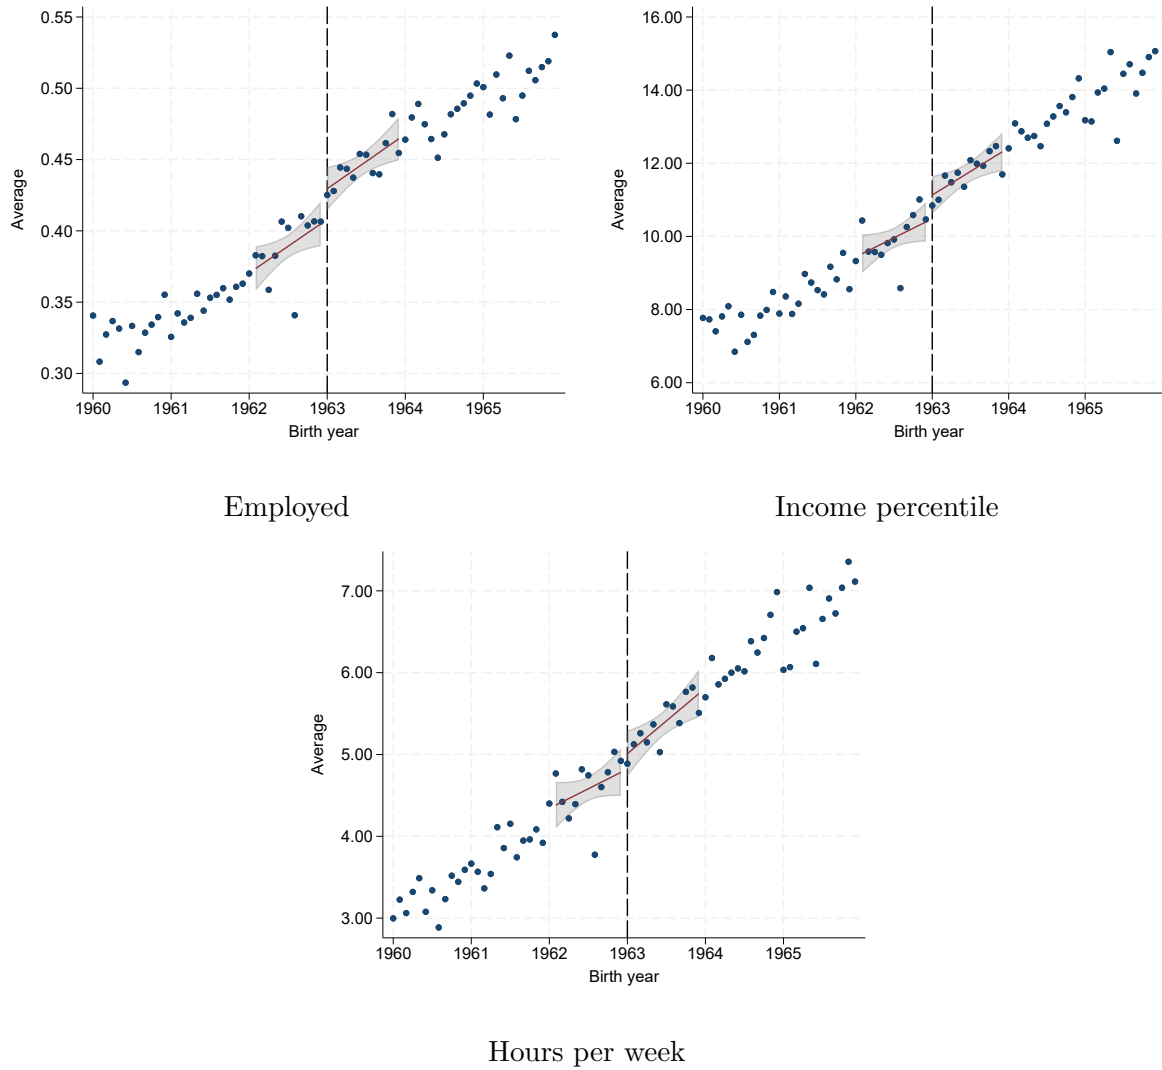 0.55
0.50
0.45
0.40
0.35
0.30
Average
1960 1961 1962 1963 1964 1965
Birth year
Employed
16.00
14.00
12.00
10.00
8.00
6.00
Average
1960 1961 1962 1963 1964 1965
Birth year
Income percentile
7.00
6.00
5.00
4.00
3.00
Average
1960 1961 1962 1963 1964 1965
Birth year
Hours per week